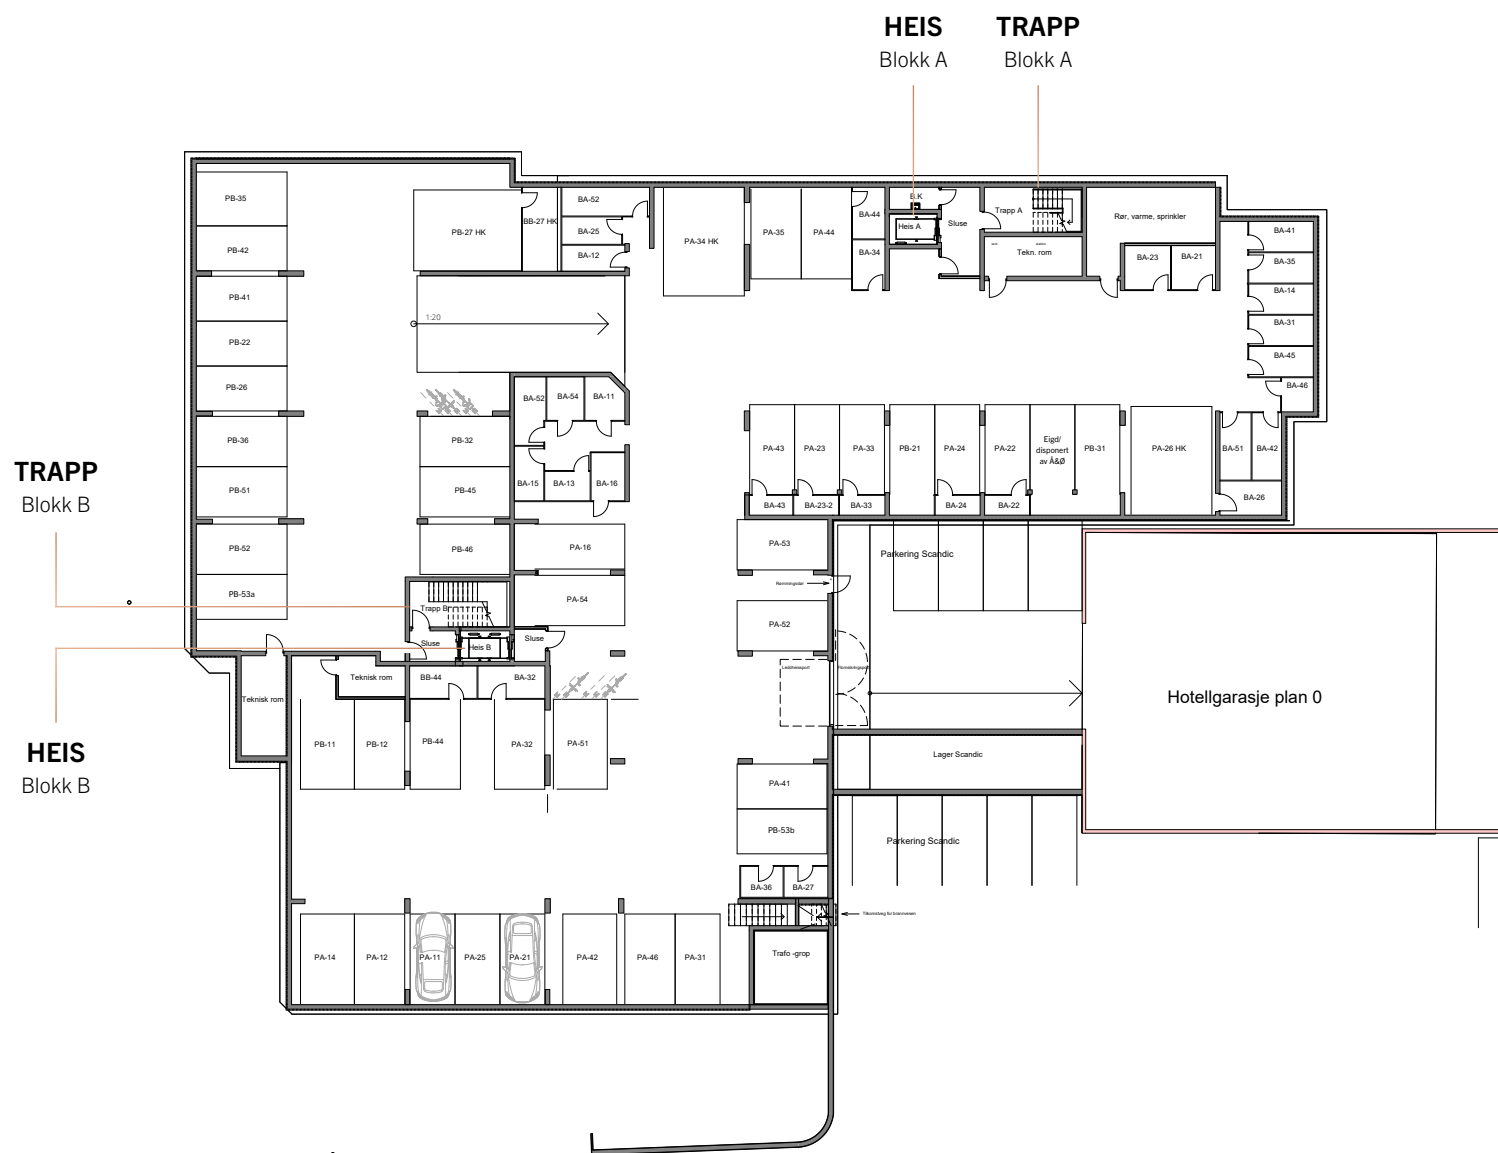 HEIS
Blokk A
TRAPP
Blokk A
PB-35
PB-42
PB-41
PB-22
PB-26
PB-36
PB-51
PB-52
PB-53a
PB-27 HK
BB-27 HK
BA-52
BA-25
BA-12
1:20
PA-34 HK
PA-35
PA-44
BA-44
BA-34
B.K
Heis A
Sluse
Trapp A
Tekn. rom
Rør, varme, sprinkler
BA-23
BA-21
BA-41
BA-35
BA-14
BA-31
BA-45
BA-46
BA-51
BA-42
BA-26
BA-52
BA-54
BA-11
BA-15
BA-13
BA-16
PB-32
PB-45
PB-46
PA-16
PA-54
PA-43
PA-23
PA-33
PB-21
PA-24
PA-22
Eigd/
disponert
av Å&Ø
PB-31
PA-26 HK
BA-43
BA-23-2
BA-33
BA-24
BA-22
PA-53
PA-52
Rømningsdør
Parkering Scandic
TRAPP
Blokk B
HEIS
Blokk B
Trapp B
Sluse
Heis B
Sluse
Teknisk rom
Teknisk rom
BB-44
BA-32
PB-11
PB-12
PB-44
PA-32
PA-51
Leddheisport
Hotellgarasje plan 0
Lager Scandic
Parkering Scandic
PA-41
PB-53b
BA-36
BA-27
Tilkomstveg for brannvesen
PA-14
PA-12
PA-11
PA-25
PA-21
PA-42
PA-46
PA-31
Trafo -grop